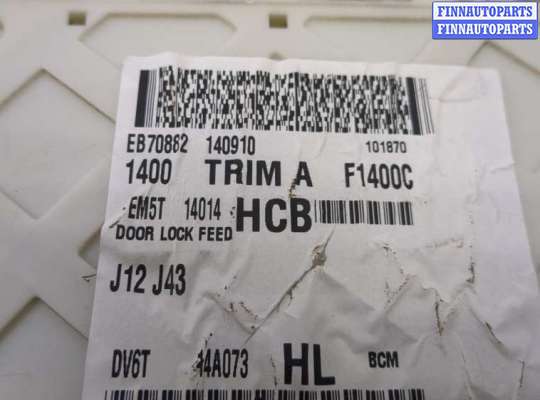 FINNAUTOPARTS
FINNAUTOPARTS
EB70882 140910 101870
1400 TRIM A F1400C
EM5T 14014 HCB
DOOR LOCK FEED
J12 J43
DV6T 14A073 HL BCM